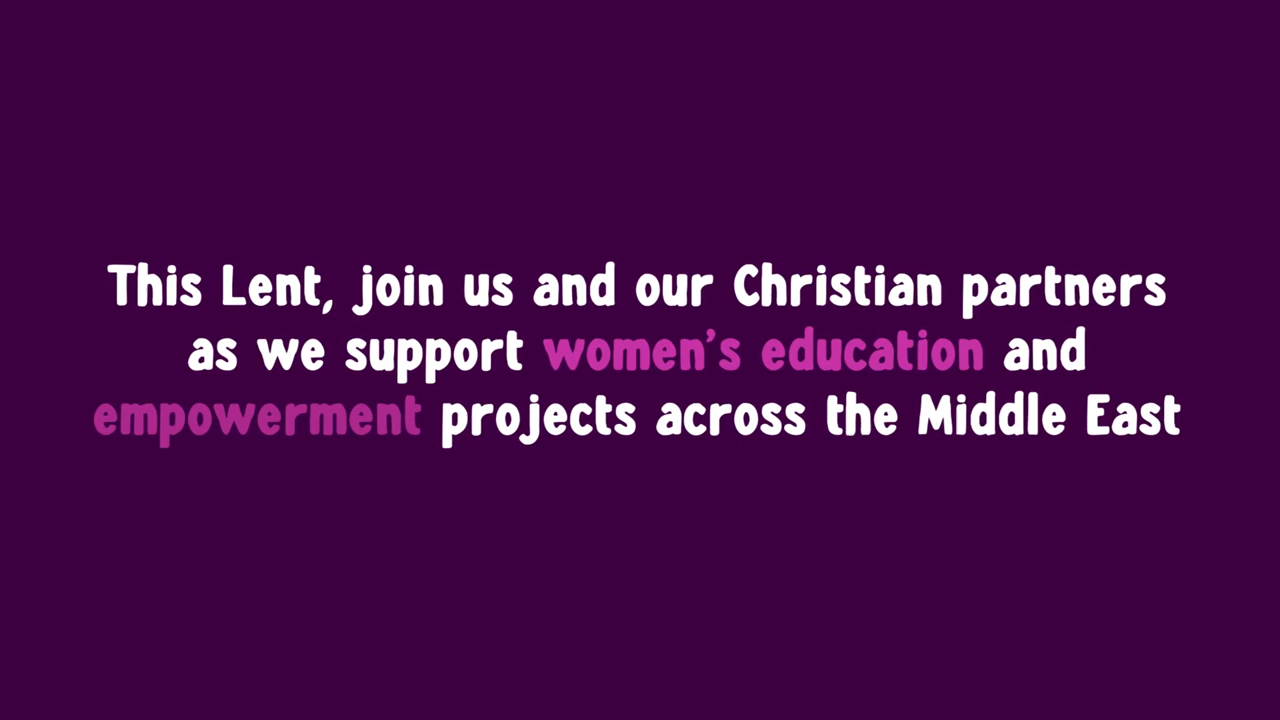 This Lent, join us and our Christian partners
as we support women's education and
empowerment projects across the Middle East